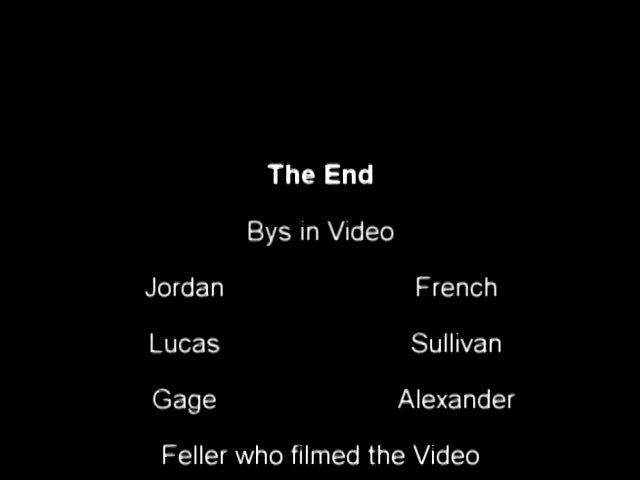 The End
Bys in Video
Jordan French
Lucas Sullivan
Gage Alexander
Feller who filmed the Video